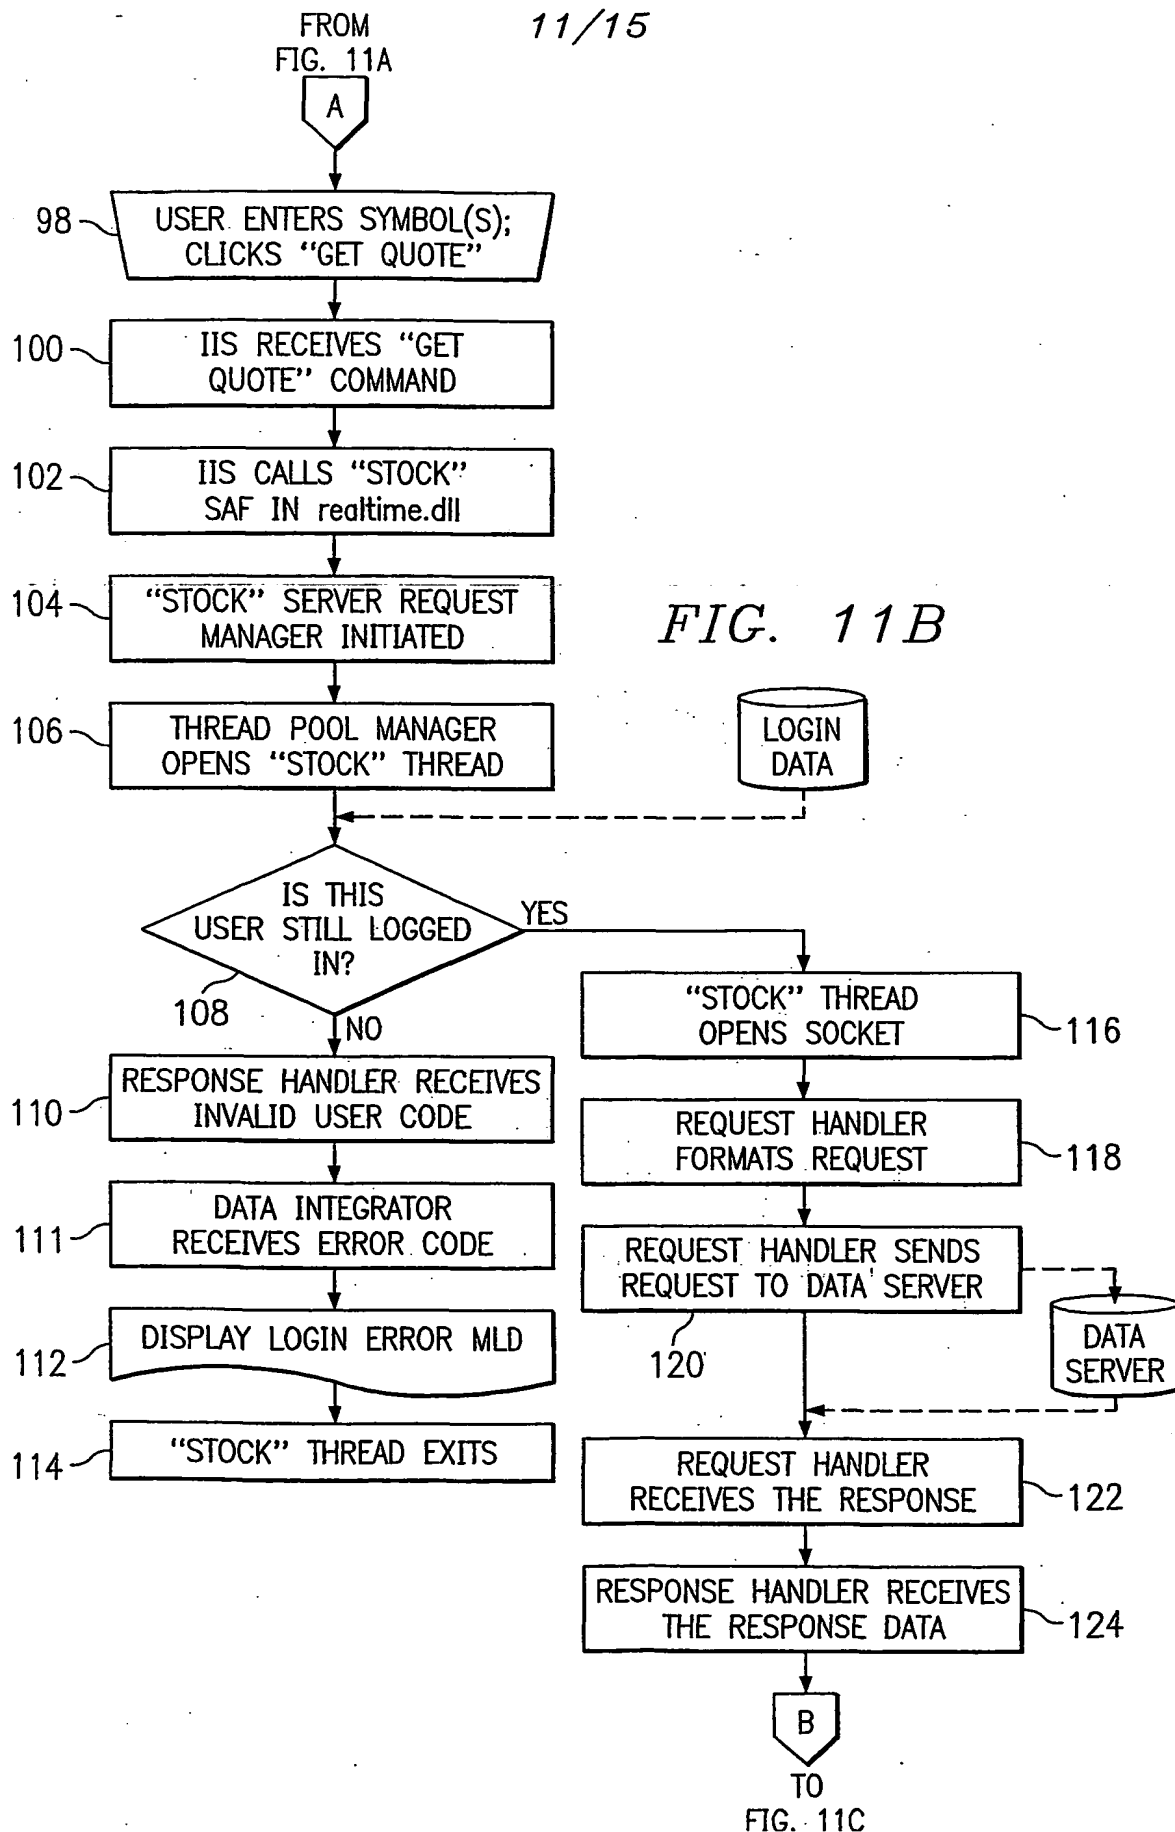 11/15
FROM
FIG. 11A
A
98
USER ENTERS SYMBOL(S);
CLICKS “GET QUOTE”
100
IIS RECEIVES “GET
QUOTE” COMMAND
102
IIS CALLS “STOCK”
SAF IN realtime.dll
104
“STOCK” SERVER REQUEST
MANAGER INITIATED
FIG. 11B
106
THREAD POOL MANAGER
OPENS “STOCK” THREAD
LOGIN
DATA
IS THIS
USER STILL LOGGED
IN?
108
YES
NO
110
RESPONSE HANDLER RECEIVES
INVALID USER CODE
111
DATA INTEGRATOR
RECEIVES ERROR CODE
112
DISPLAY LOGIN ERROR MLD
114
“STOCK” THREAD EXITS
“STOCK” THREAD
OPENS SOCKET
116
REQUEST HANDLER
FORMATS REQUEST
118
REQUEST HANDLER SENDS
REQUEST TO DATA SERVER
120
DATA
SERVER
REQUEST HANDLER
RECEIVES THE RESPONSE
122
RESPONSE HANDLER RECEIVES
THE RESPONSE DATA
124
B
TO
FIG. 11C